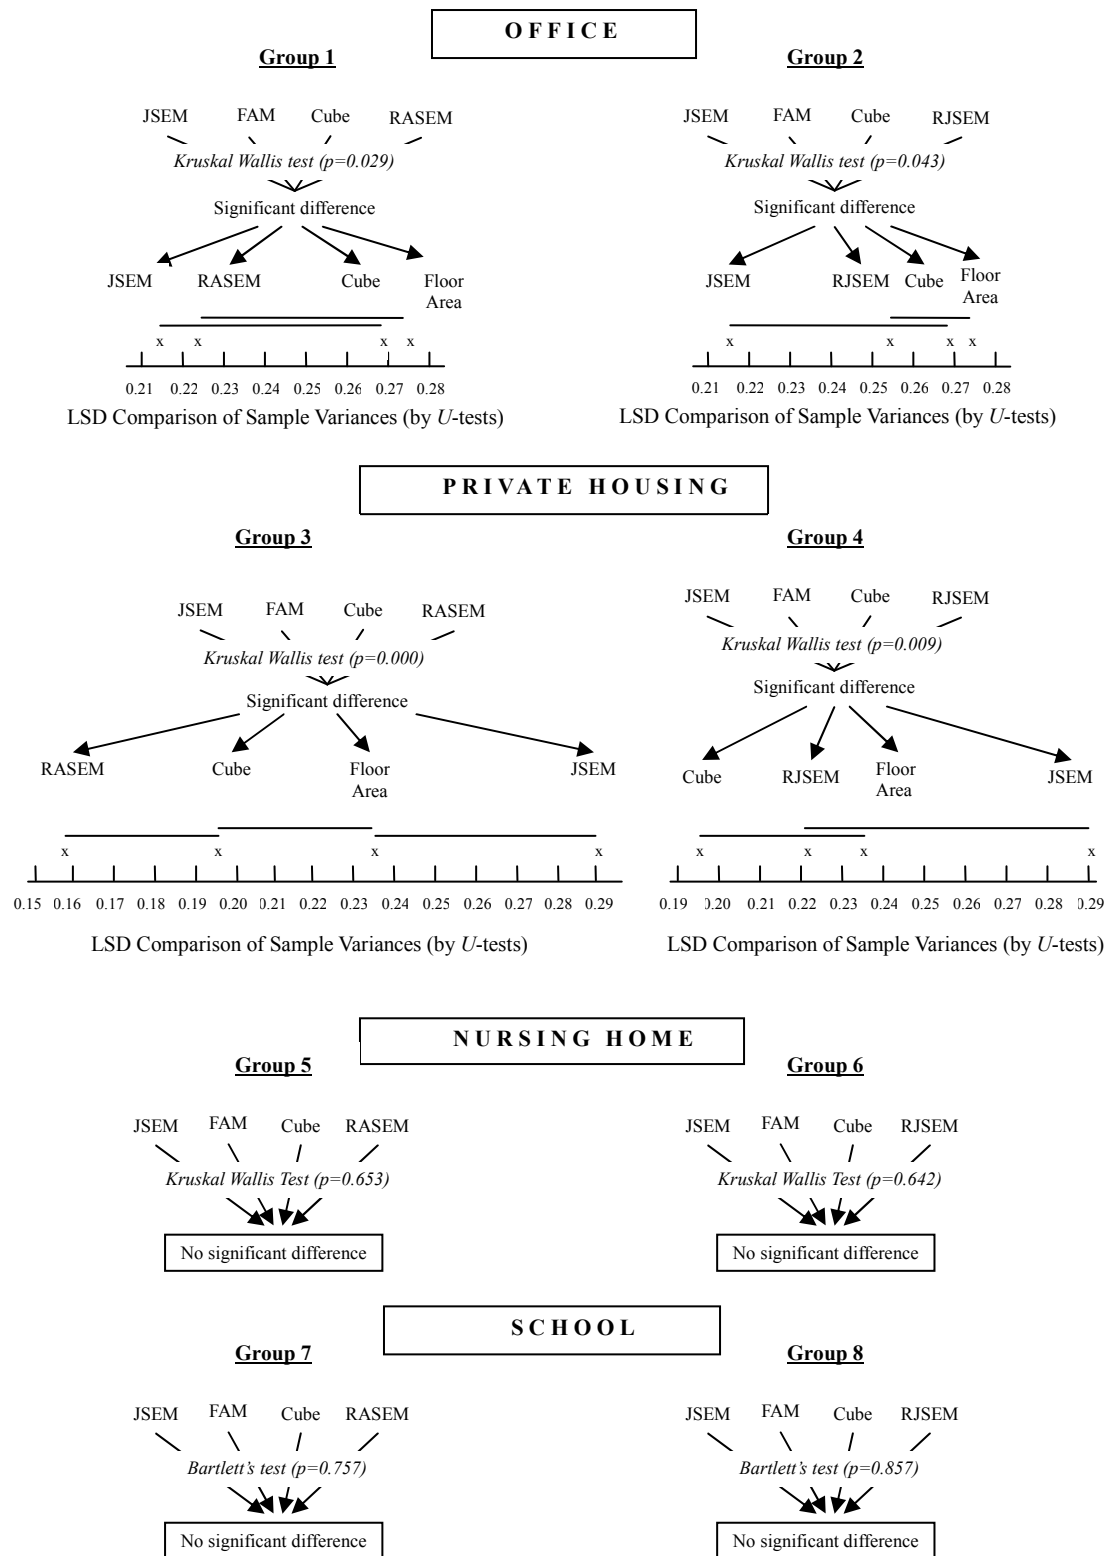 OFFICE
Group 1
Group 2
JSEM FAM Cube RASEM
JSEM FAM Cube RJSEM
Kruskal Wallis test (p=0.029)
Kruskal Wallis test (p=0.043)
Significant difference
Significant difference
JSEM RASEM Cube Floor Area
JSEM RJSEM Cube Floor Area
x x x x
x x x x
0.21 0.22 0.23 0.24 0.25 0.26 0.27 0.28
0.21 0.22 0.23 0.24 0.25 0.26 0.27 0.28
LSD Comparison of Sample Variances (by U-tests)
LSD Comparison of Sample Variances (by U-tests)
PRIVATE HOUSING
Group 3
Group 4
JSEM FAM Cube RASEM
JSEM FAM Cube RJSEM
Kruskal Wallis test (p=0.000)
Kruskal Wallis test (p=0.009)
Significant difference
Significant difference
RASEM Cube Floor Area JSEM
Cube RJSEM Floor Area JSEM
x x x x
x x x x
0.15 0.16 0.17 0.18 0.19 0.20 0.21 0.22 0.23 0.24 0.25 0.26 0.27 0.28 0.29
0.19 0.20 0.21 0.22 0.23 0.24 0.25 0.26 0.27 0.28 0.29
LSD Comparison of Sample Variances (by U-tests)
LSD Comparison of Sample Variances (by U-tests)
NURSING HOME
Group 5
Group 6
JSEM FAM Cube RASEM
JSEM FAM Cube RJSEM
Kruskal Wallis Test (p=0.653)
Kruskal Wallis Test (p=0.642)
No significant difference
No significant difference
SCHOOL
Group 7
Group 8
JSEM FAM Cube RASEM
JSEM FAM Cube RJSEM
Bartlett's test (p=0.757)
Bartlett's test (p=0.857)
No significant difference
No significant difference